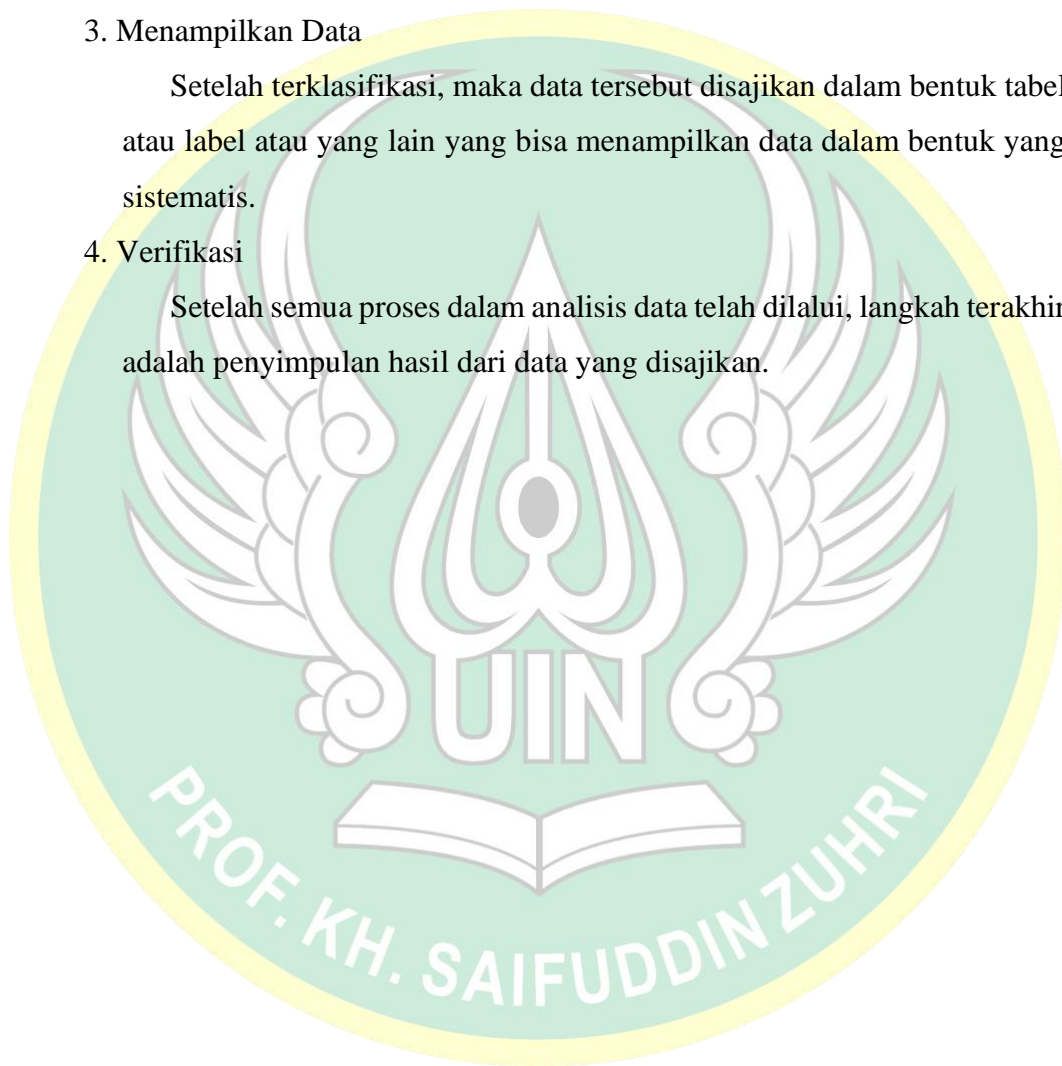 3. Menampilkan Data
Setelah terklasifikasi, maka data tersebut disajikan dalam bentuk tabel
atau label atau yang lain yang bisa menampilkan data dalam bentuk yang
sistematis.
4. Verifikasi
Setelah semua proses dalam analisis data telah dilalui, langkah terakhir
adalah penyimpulan hasil dari data yang disajikan.
UIN
PROF. KH. SAIFUDDIN ZUHRI